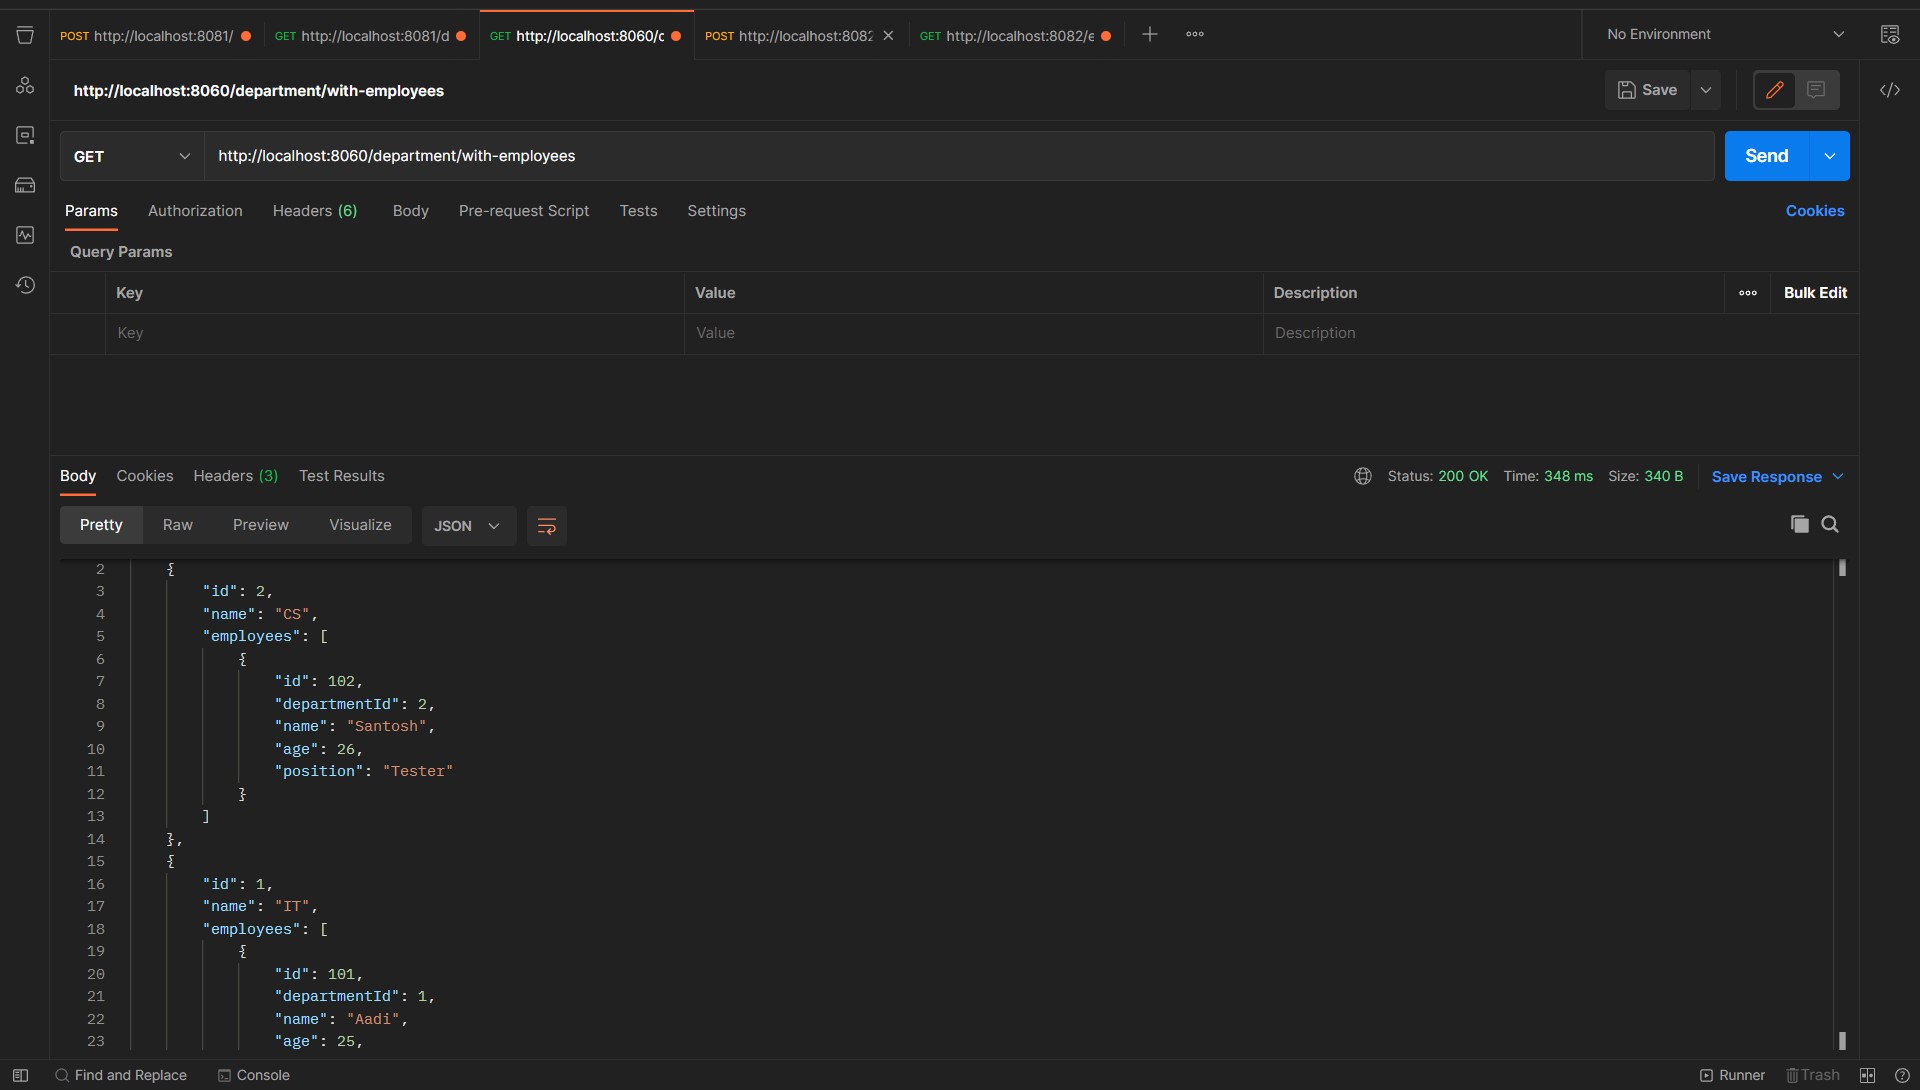 POST http://localhost:8081/
GET http://localhost:8081/d
GET http://localhost:8060/c
POST http://localhost:8082
GET http://localhost:8082/e
No Environment
http://localhost:8060/department/with-employees
Save
GET
http://localhost:8060/department/with-employees
Send
Params Authorization Headers (6) Body Pre-request Script Tests Settings Cookies
Query Params
Key Value Description Bulk Edit
Key Value Description
Body Cookies Headers (3) Test Results Status: 200 OK Time: 348 ms Size: 340 B Save Response
Pretty Raw Preview Visualize JSON
2 {
3 "id": 2,
4 "name": "CS",
5 "employees": [
6 {
7 "id": 102,
8 "departmentId": 2,
9 "name": "Santosh",
10 "age": 26,
11 "position": "Tester"
12 }
13 ]
14 },
15 {
16 "id": 1,
17 "name": "IT",
18 "employees": [
19 {
20 "id": 101,
21 "departmentId": 1,
22 "name": "Aadi",
23 "age": 25,
Find and Replace Console Runner Trash